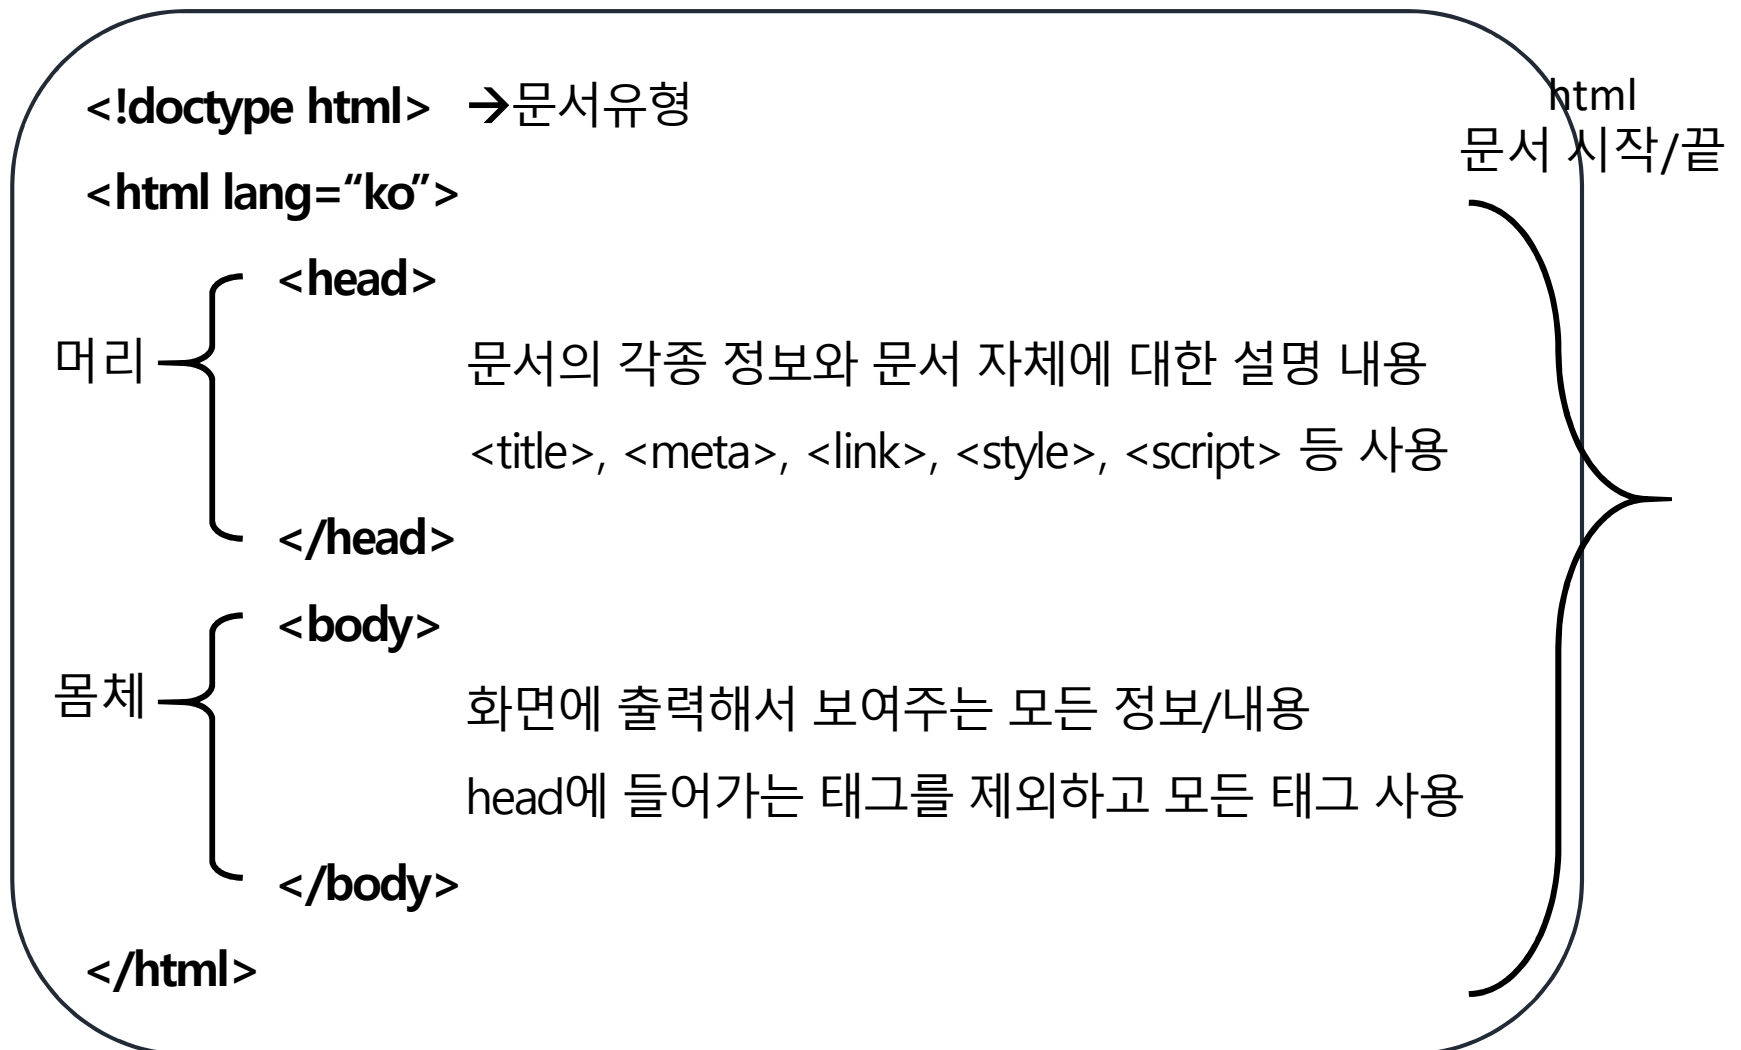 <!doctype html> →문서유형
html
문서 시작/끝
<html lang=“ko”>
<head>
머리
문서의 각종 정보와 문서 자체에 대한 설명 내용
<title>, <meta>, <link>, <style>, <script> 등 사용
</head>
<body>
몸체
화면에 출력해서 보여주는 모든 정보/내용
head에 들어가는 태그를 제외하고 모든 태그 사용
</body>
</html>